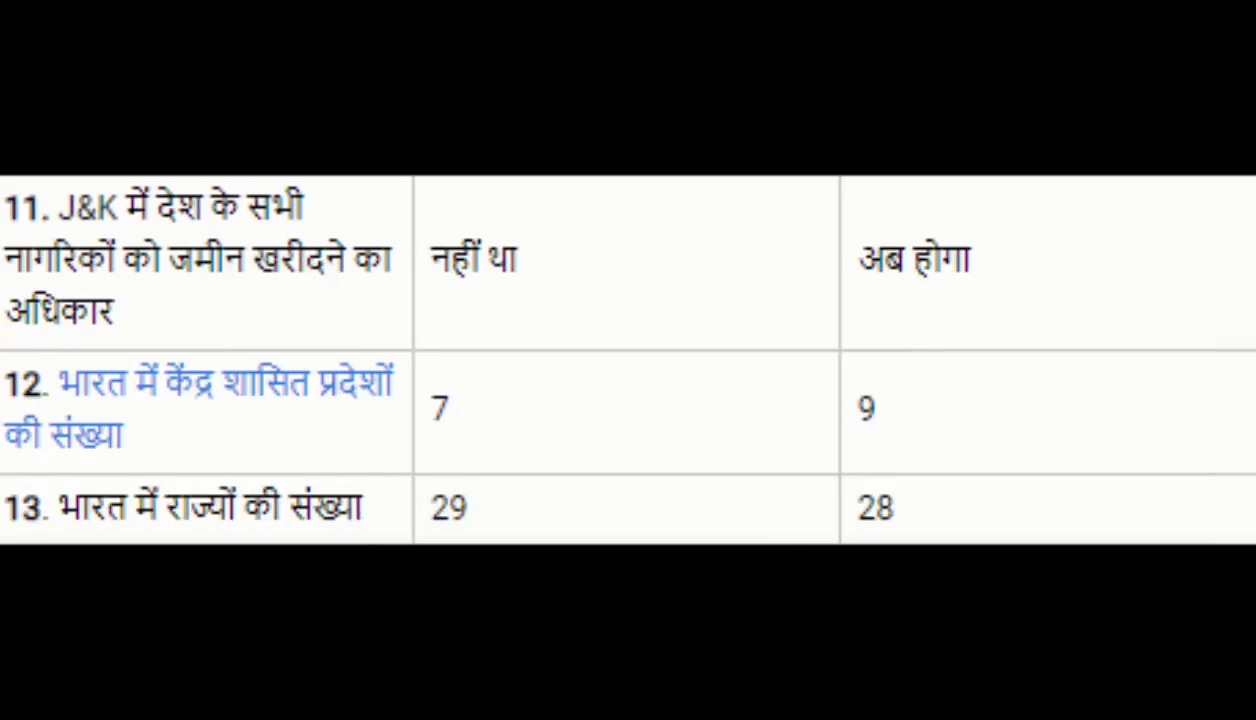 11. J&K में देश के सभी
नागरिकों को जमीन खरीदने का
अधिकार
नहीं था
अब होगा
12. भारत में केंद्र शासित प्रदेशों
की संख्या
7
9
13. भारत में राज्यों की संख्या
29
28